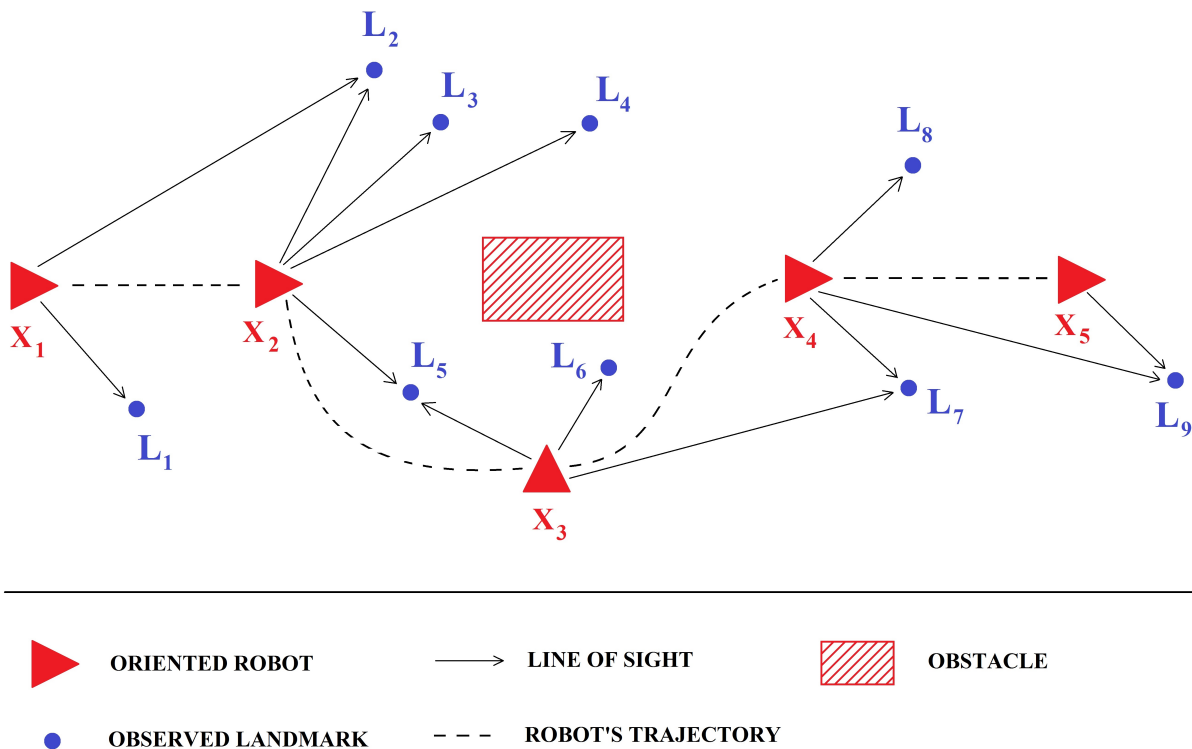 L2
L3
L4
L8
X1
X2
L5
L6
X4
X5
L7
L9
L1
X3
ORIENTED ROBOT
LINE OF SIGHT
OBSTACLE
OBSERVED LANDMARK
ROBOT'S TRAJECTORY